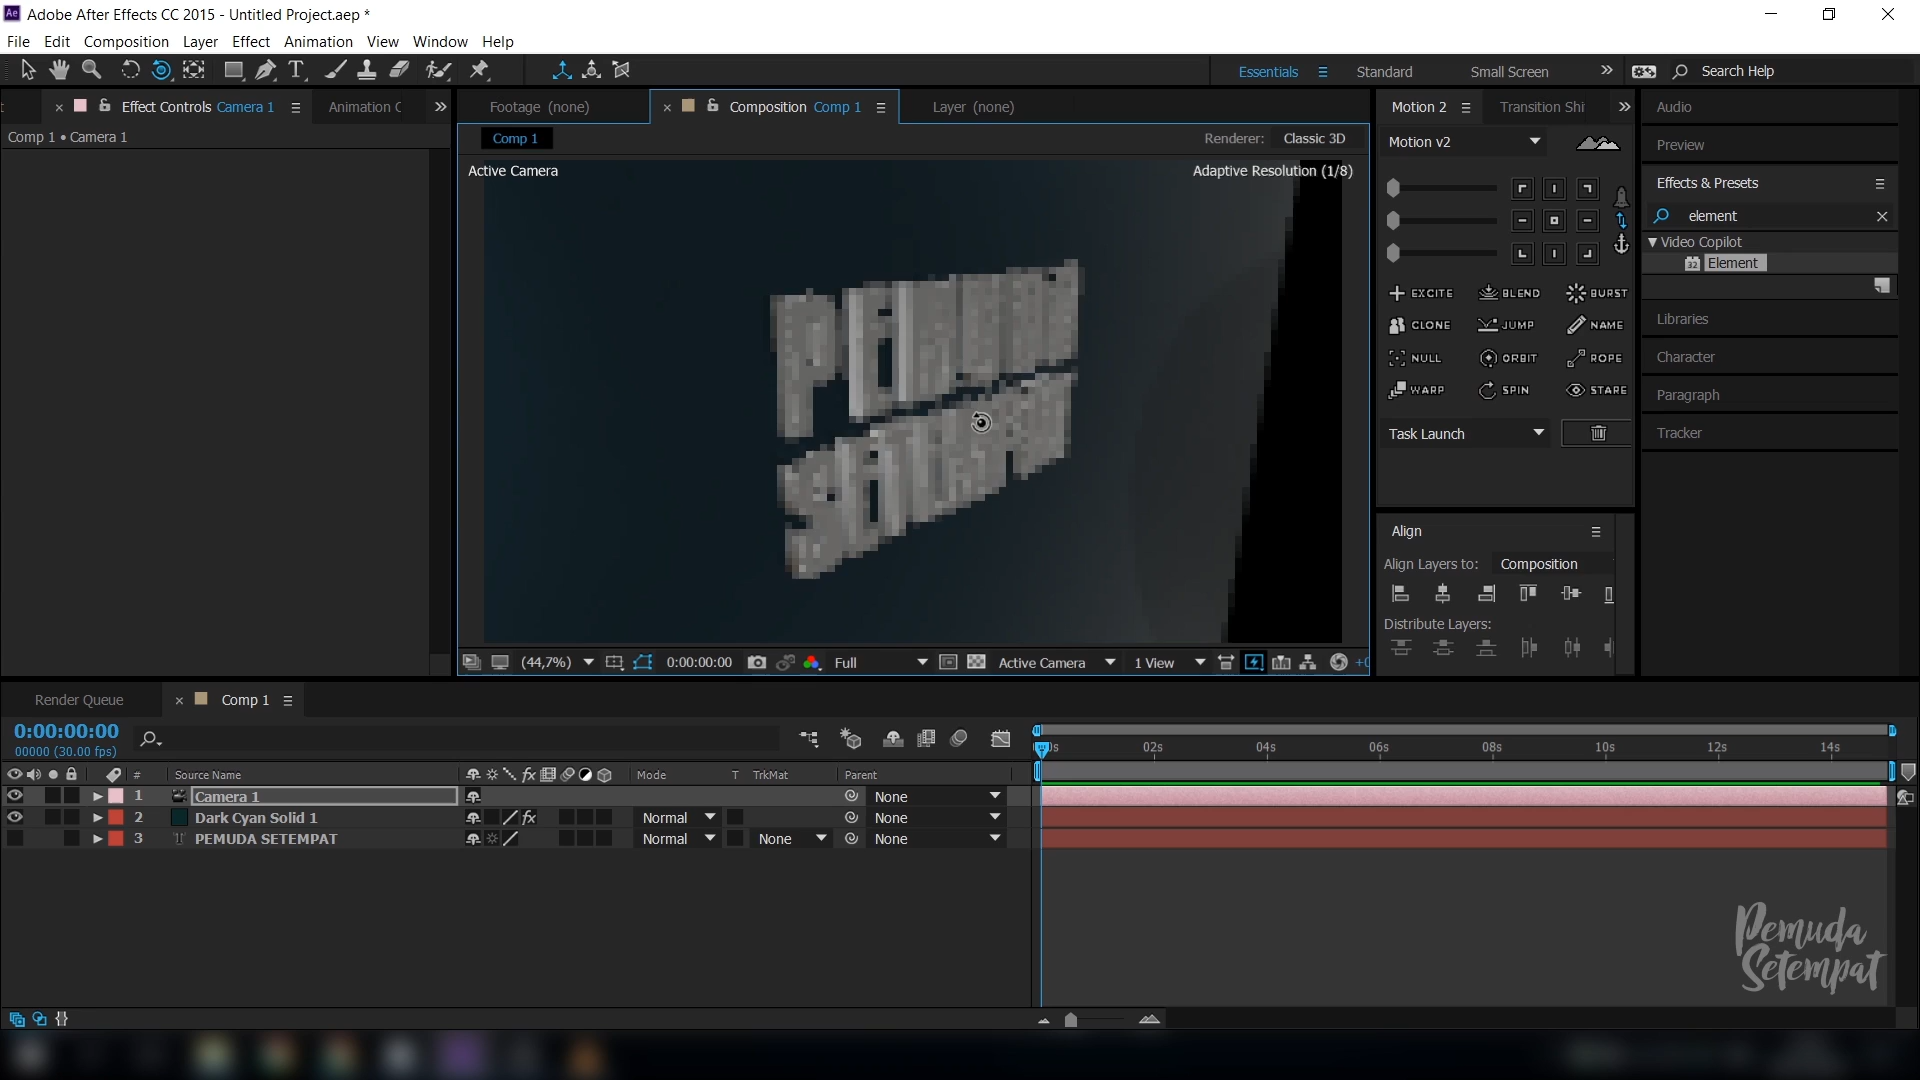 Adobe After Effects CC 2015 - Untitled Project.aep *
File Edit Composition Layer Effect Animation View Window Help
Essentials Standard Small Screen Search Help
Effect Controls Camera 1
Footage (none)
Composition Comp 1
Layer (none)
Motion 2
Audio
Comp 1 • Camera 1
Comp 1
Renderer: Classic 3D
Motion v2
Preview
Active Camera
Adaptive Resolution (1/8)
Effects & Presets
element
Video Copilot
Element
PEMUDA
SETEMPAT
EXCITE BLEND BURST
CLONE JUMP NAME
NULL ORBIT ROPE
WARP SPIN STARE
Task Launch
Libraries
Character
Paragraph
Tracker
Align
Align Layers to: Composition
Distribute Layers:
(44,7%) 0:00:00:00 Full Active Camera 1 View
Render Queue
Comp 1
0:00:00:00
00000 (30.00 fps)
02s 04s 06s 08s 10s 12s 14s
# Source Name Mode T TrkMat Parent
1 Camera 1 None
2 Dark Cyan Solid 1 Normal None
3 PEMUDA SETEMPAT Normal None None
Pemuda
Setempat